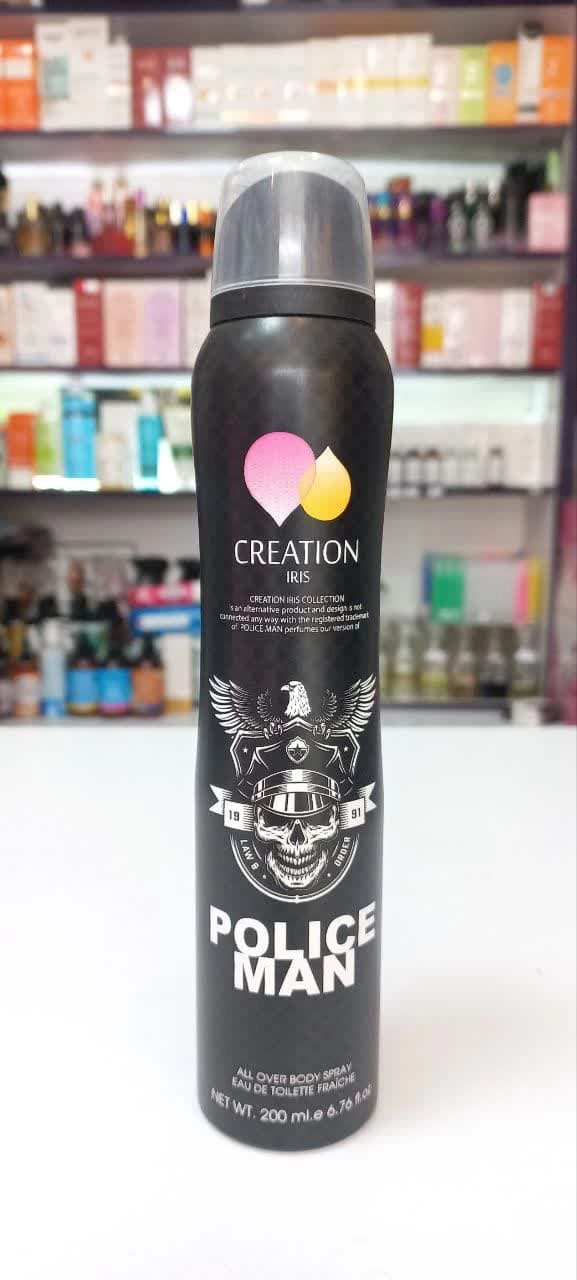 CREATION
IRIS
CREATION IRIS COLLECTION
is an alternative product and design is not
connected any way with the registered trademark
of POLICE MAN perfumes our version of
19 91
LAW & ORDER
POLICE
MAN
ALL OVER BODY SPRAY
EAU DE TOILETTE FRAÎCHE
NET WT. 200 ml.e 6.76 fl.oz